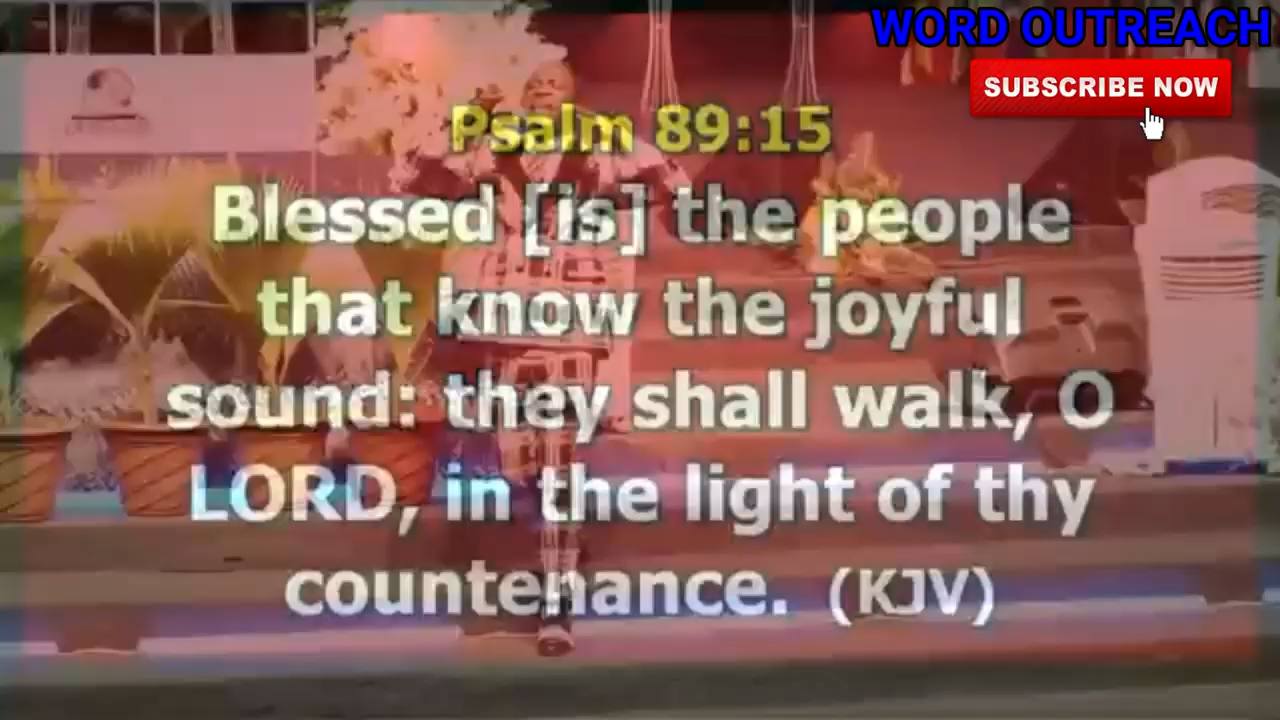 WORD OUTREACH
SUBSCRIBE NOW
Psalm 89:15
Blessed [is] the people
that know the joyful
sound: they shall walk, O
LORD, in the light of thy
countenance. (KJV)